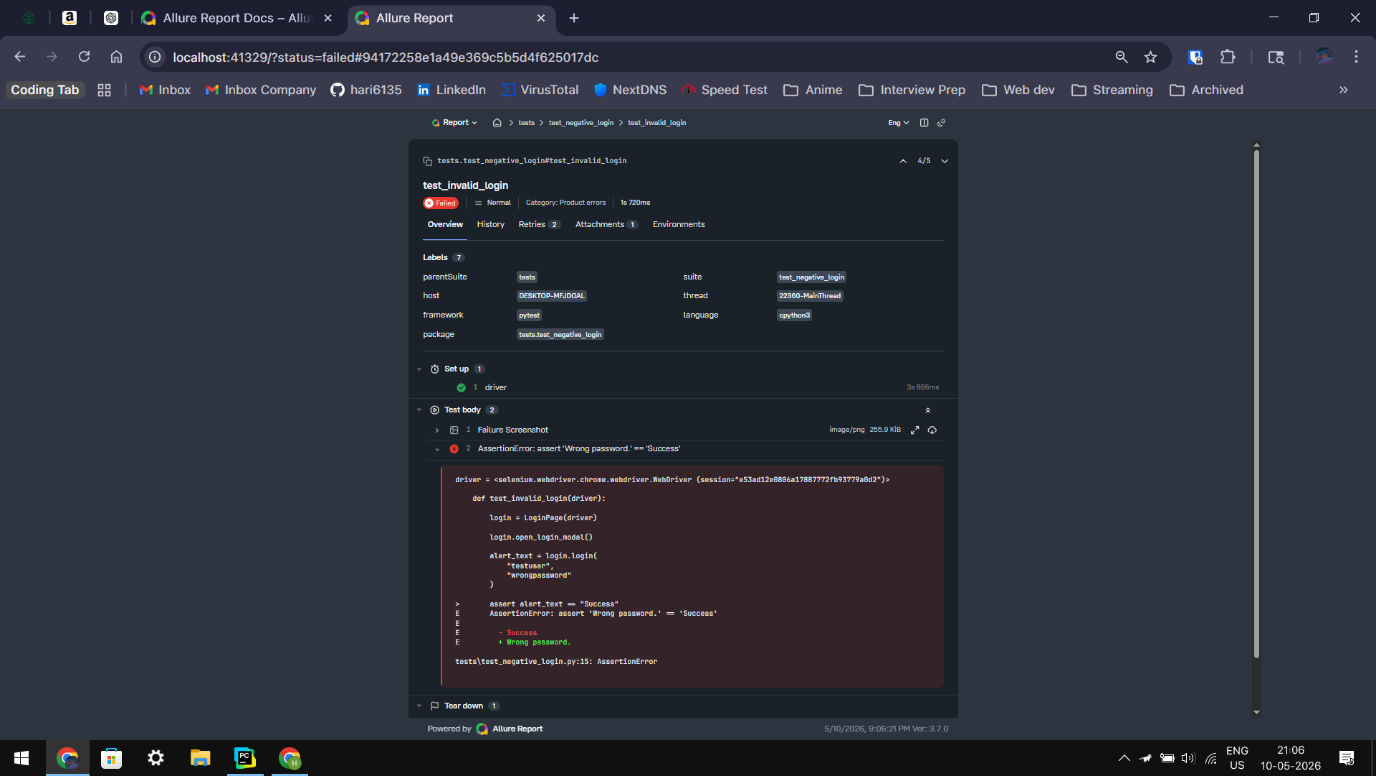 Allure Report Docs – Allu
Allure Report
localhost:41329/?status=failed#94172258e1a49e369c5b5d4f625017dc
Coding Tab
Inbox
Inbox Company
hari6135
LinkedIn
VirusTotal
NextDNS
Speed Test
Anime
Interview Prep
Web dev
Streaming
Archived
Report
tests
test_negative_login
test_invalid_login
Eng
tests.test_negative_login#test_invalid_login
4/5
test_invalid_login
Failed
Normal
Category: Product errors
1s 720ms
Overview
History
Retries 2
Attachments 1
Environments
Labels 7
parentSuite tests
suite test_negative_login
host DESKTOP-MFJDOAL
thread 22360-MainThread
framework pytest
language cpython3
package tests.test_negative_login
Set up 1
1 driver 3s 866ms
Test body 2
1 Failure Screenshot image/png 255.9 KiB
2 AssertionError: assert 'Wrong password.' == 'Success'
driver = <selenium.webdriver.chrome.webdriver.WebDriver (session="e53ad12e0806a17887772fb93779a0d2")>
def test_invalid_login(driver):
login = LoginPage(driver)
login.open_login_modal()
alert_text = login.login(
"testuser",
"wrongpassword"
)
> assert alert_text == "Success"
E AssertionError: assert 'Wrong password.' == 'Success'
E
E - Success
E + Wrong password.
tests\test_negative_login.py:15: AssertionError
Tear down 1
Powered by Allure Report
5/10/2026, 9:06:21 PM Ver: 3.7.0
PC
H
ENG
US
21:06
10-05-2026